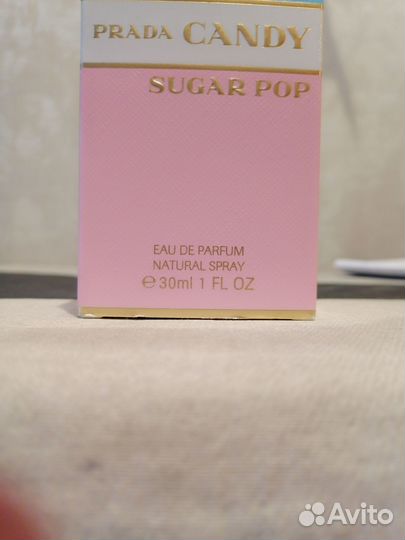 PRADA CANDY
SUGAR POP
EAU DE PARFUM
NATURAL SPRAY
℮30ml 1 FL OZ
Avito